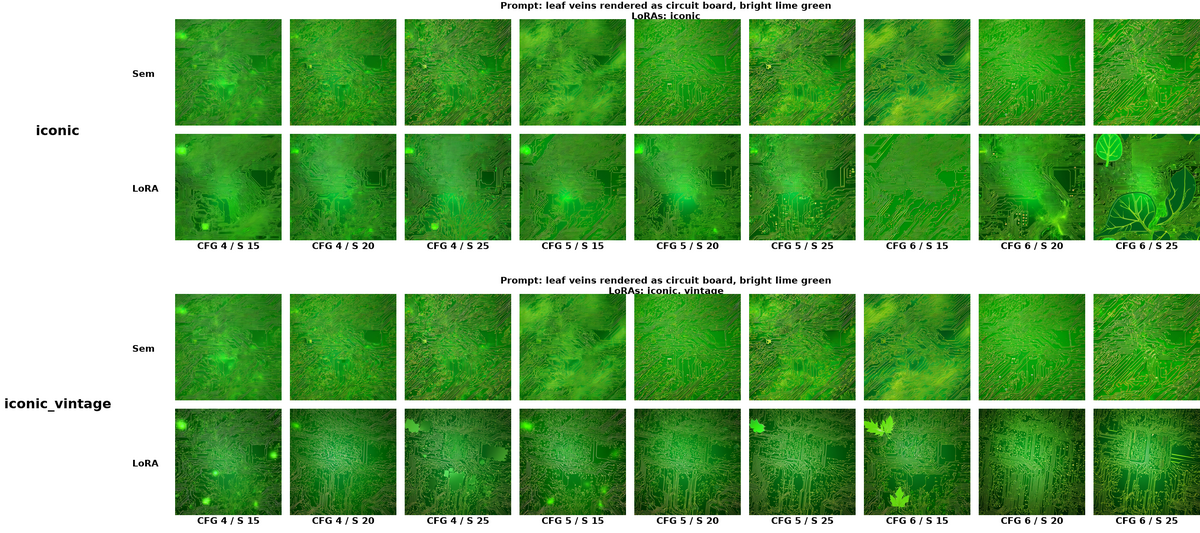 Prompt: leaf veins rendered as circuit board, bright lime green
LoRAs: iconic
Sem
iconic
LoRA
CFG 4 / S 15 CFG 4 / S 20 CFG 4 / S 25 CFG 5 / S 15 CFG 5 / S 20 CFG 5 / S 25 CFG 6 / S 15 CFG 6 / S 20 CFG 6 / S 25
Prompt: leaf veins rendered as circuit board, bright lime green
LoRAs: iconic, vintage
Sem
iconic_vintage
LoRA
CFG 4 / S 15 CFG 4 / S 20 CFG 4 / S 25 CFG 5 / S 15 CFG 5 / S 20 CFG 5 / S 25 CFG 6 / S 15 CFG 6 / S 20 CFG 6 / S 25